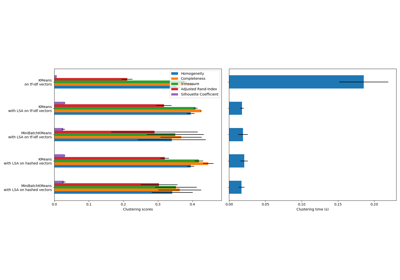 Homogeneity
Completeness
V-measure
Adjusted Rand-Index
Silhouette Coefficient
KMeans
on tf-idf vectors
KMeans
with LSA on tf-idf vectors
MiniBatchKMeans
with LSA on tf-idf vectors
KMeans
with LSA on hashed vectors
MiniBatchKMeans
with LSA on hashed vectors
0.0 0.1 0.2 0.3 0.4
Clustering scores
0.00 0.05 0.10 0.15 0.20
Clustering time (s)